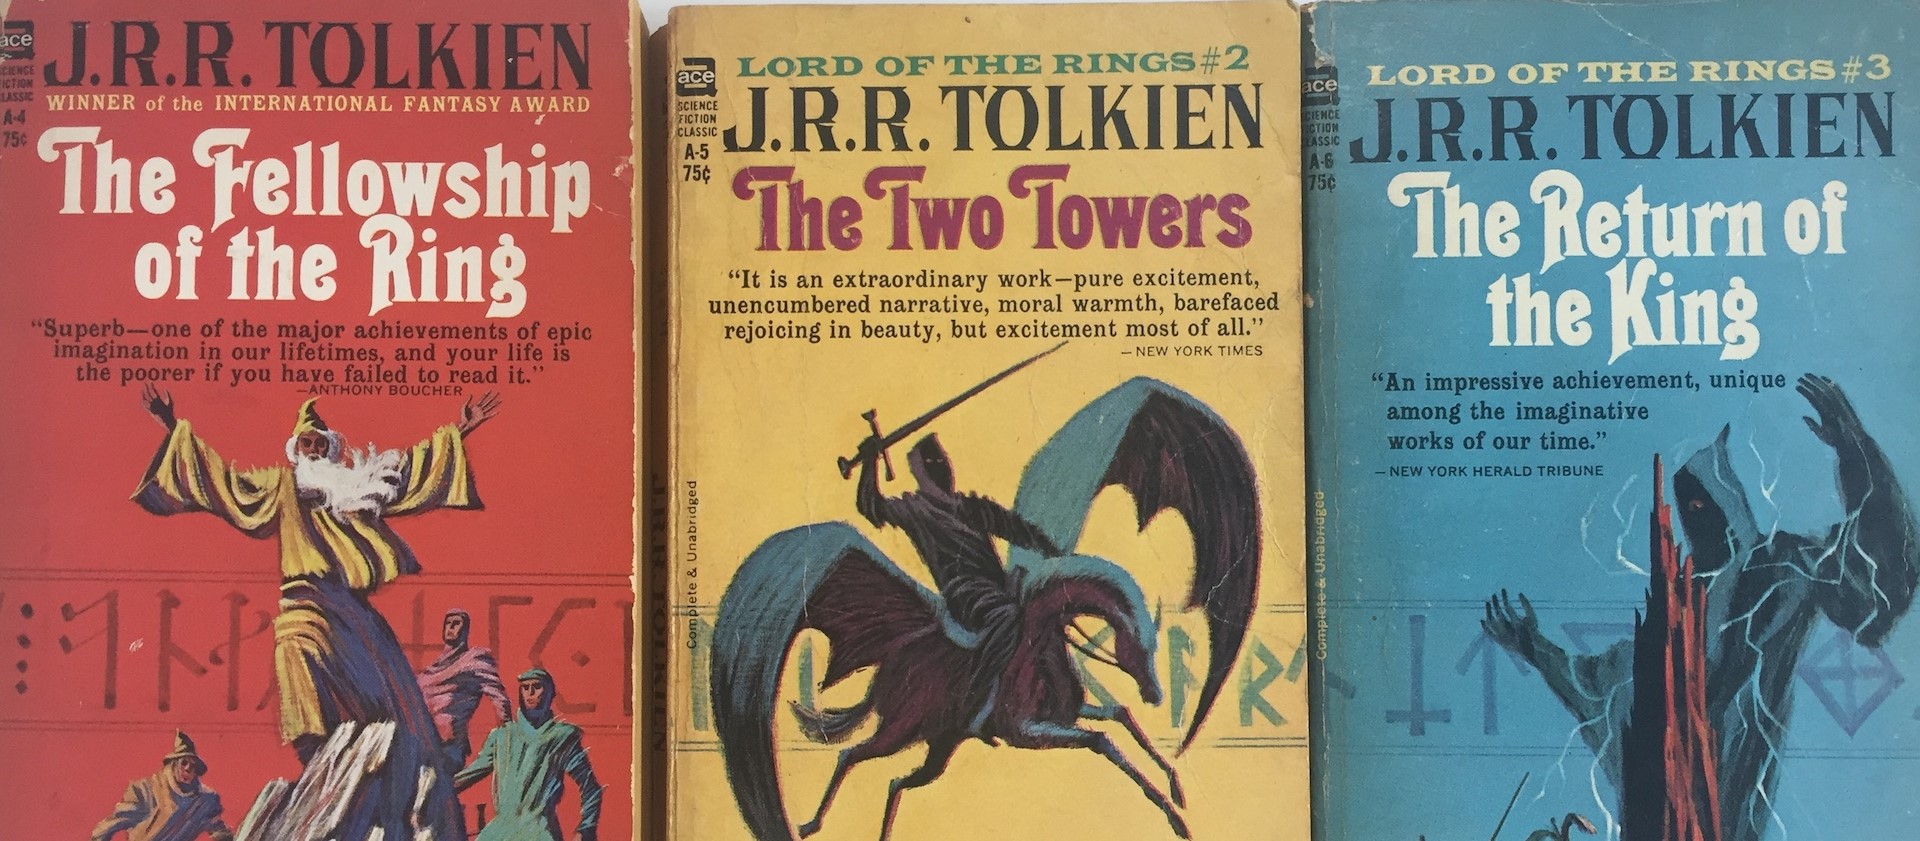 ace
SCIENCE
FICTION
CLASSIC
A-4
75¢
J.R.R. TOLKIEN
WINNER of the INTERNATIONAL FANTASY AWARD
The Fellowship
of the Ring
“Superb—one of the major achievements of epic
imagination in our lifetimes, and your life is
the poorer if you have failed to read it.”
—ANTHONY BOUCHER
ace
SCIENCE
FICTION
CLASSIC
A-5
75¢
LORD OF THE RINGS #2
J.R.R. TOLKIEN
The Two Towers
“It is an extraordinary work—pure excitement,
unencumbered narrative, moral warmth, barefaced
rejoicing in beauty, but excitement most of all.”
— NEW YORK TIMES
Complete & Unabridged
ace
SCIENCE
FICTION
CLASSIC
A-6
75¢
LORD OF THE RINGS #3
J.R.R. TOLKIEN
The Return of
the King
“An impressive achievement, unique
among the imaginative
works of our time.”
— NEW YORK HERALD TRIBUNE
Complete & Unabridged